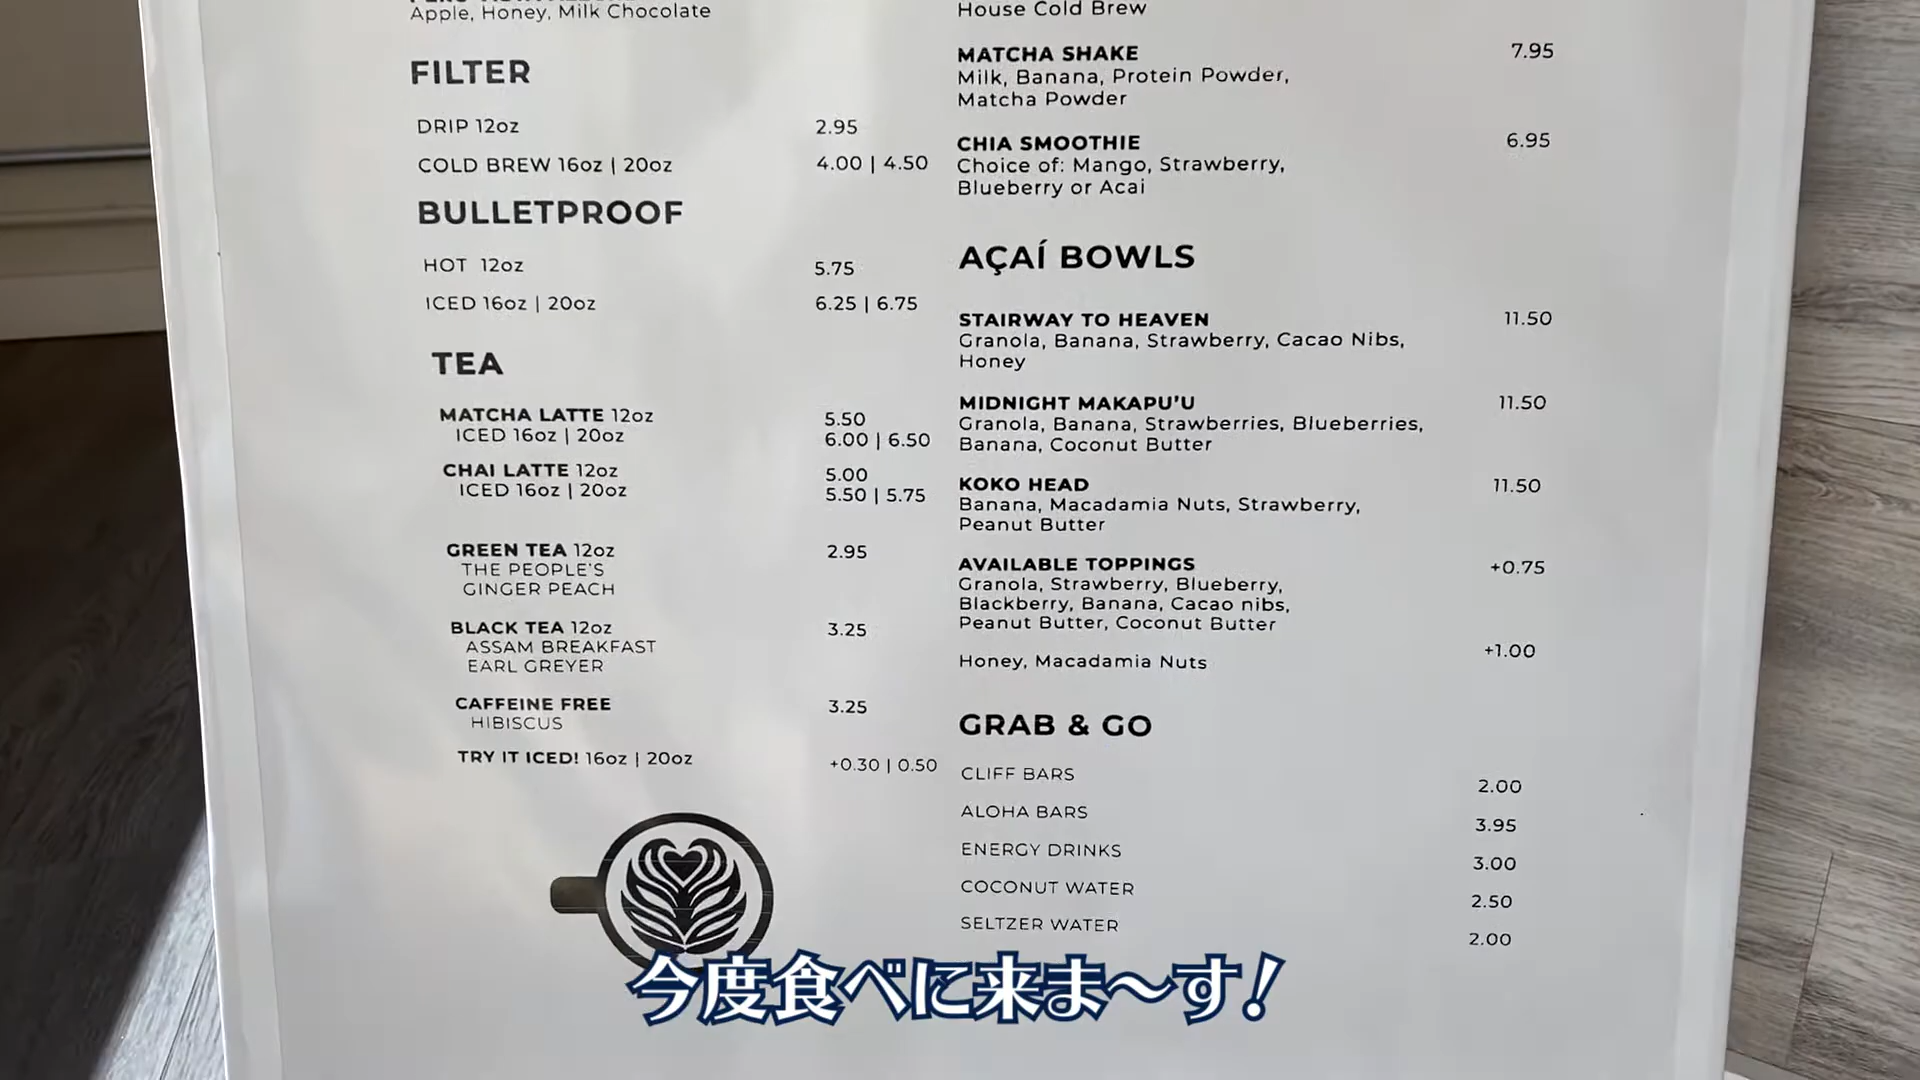 Apple, Honey, Milk Chocolate
FILTER
DRIP 12oz 2.95
COLD BREW 16oz | 20oz 4.00 | 4.50
BULLETPROOF
HOT 12oz 5.75
ICED 16oz | 20oz 6.25 | 6.75
TEA
MATCHA LATTE 12oz 5.50
ICED 16oz | 20oz 6.00 | 6.50
CHAI LATTE 12oz 5.00
ICED 16oz | 20oz 5.50 | 5.75
GREEN TEA 12oz 2.95
THE PEOPLE'S
GINGER PEACH
BLACK TEA 12oz 3.25
ASSAM BREAKFAST
EARL GREYER
CAFFEINE FREE 3.25
HIBISCUS
TRY IT ICED! 16oz | 20oz +0.30 | 0.50
House Cold Brew
MATCHA SHAKE 7.95
Milk, Banana, Protein Powder,
Matcha Powder
CHIA SMOOTHIE 6.95
Choice of: Mango, Strawberry,
Blueberry or Acai
AÇAÍ BOWLS
STAIRWAY TO HEAVEN 11.50
Granola, Banana, Strawberry, Cacao Nibs,
Honey
MIDNIGHT MAKAPU'U 11.50
Granola, Banana, Strawberries, Blueberries,
Banana, Coconut Butter
KOKO HEAD 11.50
Banana, Macadamia Nuts, Strawberry,
Peanut Butter
AVAILABLE TOPPINGS +0.75
Granola, Strawberry, Blueberry,
Blackberry, Banana, Cacao nibs,
Peanut Butter, Coconut Butter
Honey, Macadamia Nuts +1.00
GRAB & GO
CLIFF BARS 2.00
ALOHA BARS 3.95
ENERGY DRINKS 3.00
COCONUT WATER 2.50
SELTZER WATER 2.00
今度食べに来ま～す!